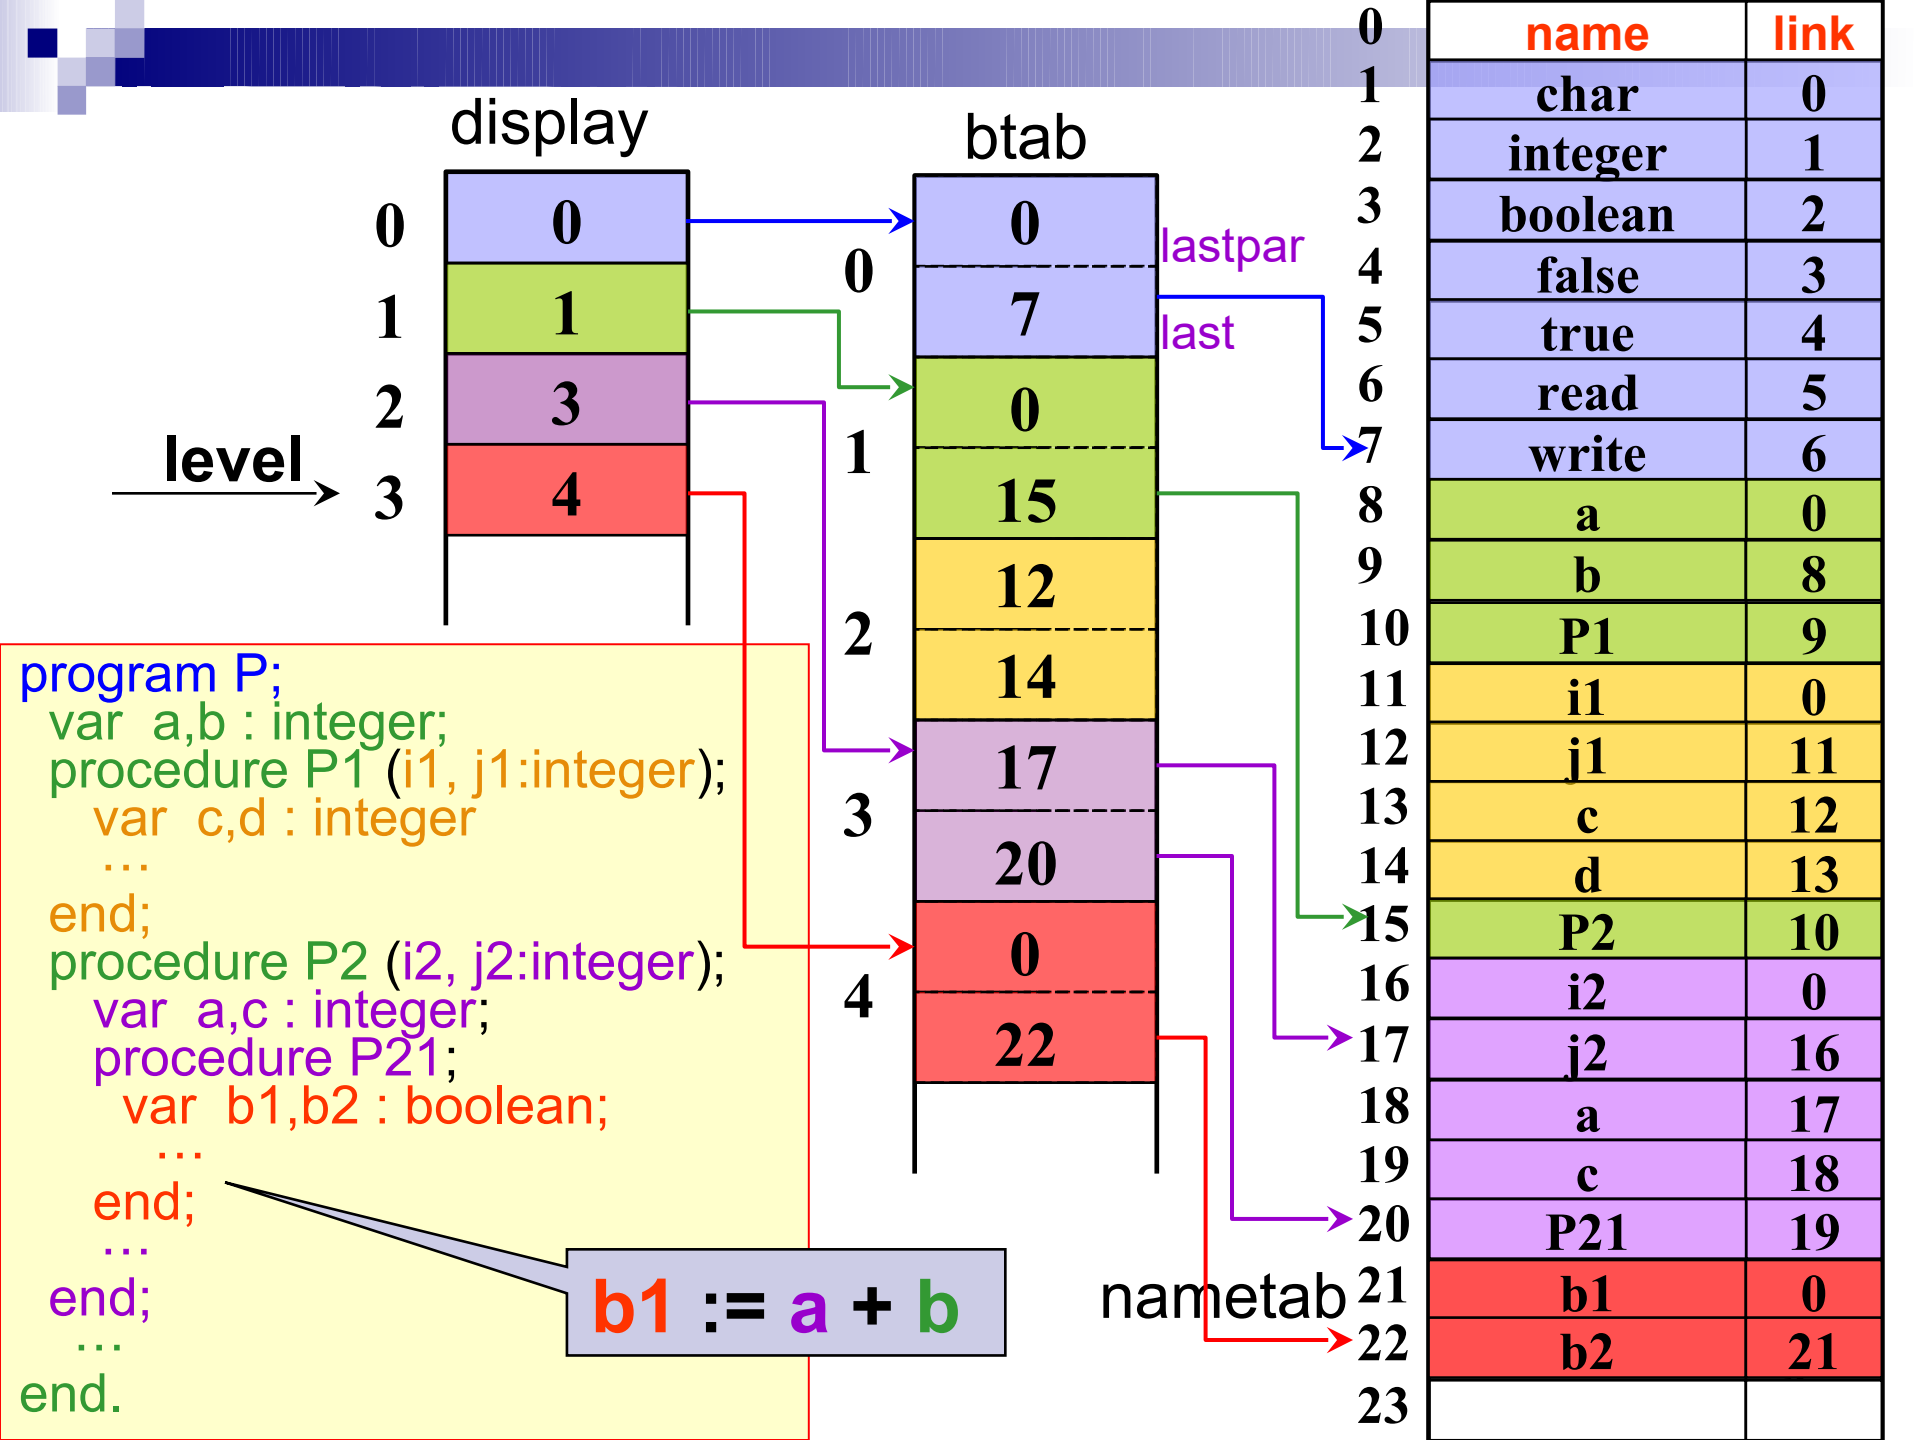 display
0 0
1 1
2 3
level
3 4
btab
0
0
7
lastpar
last
1
0
15
2
12
14
3
17
20
4
0
22
program P;
var a,b : integer;
procedure P1 (i1, j1:integer);
var c,d : integer
...
end;
procedure P2 (i2, j2:integer);
var a,c : integer;
procedure P21;
var b1,b2 : boolean;
...
end;
...
end;
...
end.
b1 := a + b
nametab
0 name link
1 char 0
2 integer 1
3 boolean 2
4 false 3
5 true 4
6 read 5
7 write 6
8 a 0
9 b 8
10 P1 9
11 i1 0
12 j1 11
13 c 12
14 d 13
15 P2 10
16 i2 0
17 j2 16
18 a 17
19 c 18
20 P21 19
21 b1 0
22 b2 21
23